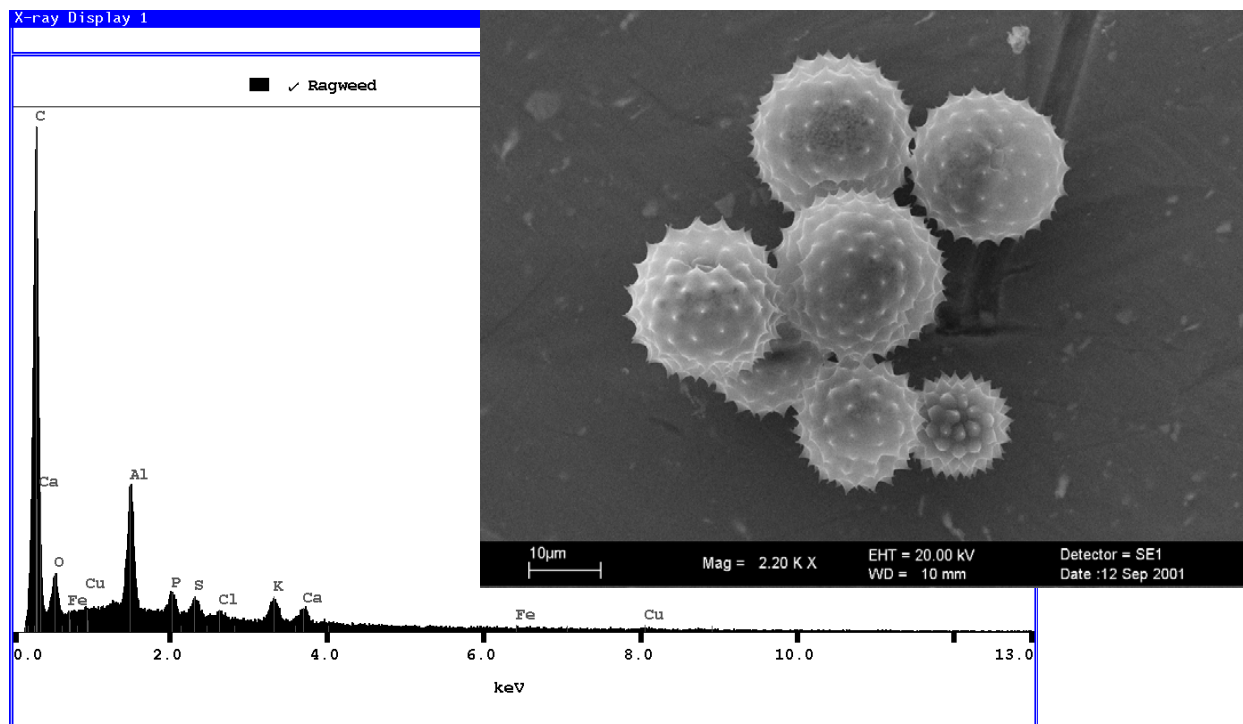 X-ray Display 1
✓ Ragweed
C
Ca
O
Fe
Cu
Al
P
S
Cl
K
Ca
Fe
Cu
0.0 2.0 4.0 6.0 8.0 10.0 13.0
keV
10µm
Mag = 2.20 K X
EHT = 20.00 kV
WD = 10 mm
Detector = SE1
Date :12 Sep 2001